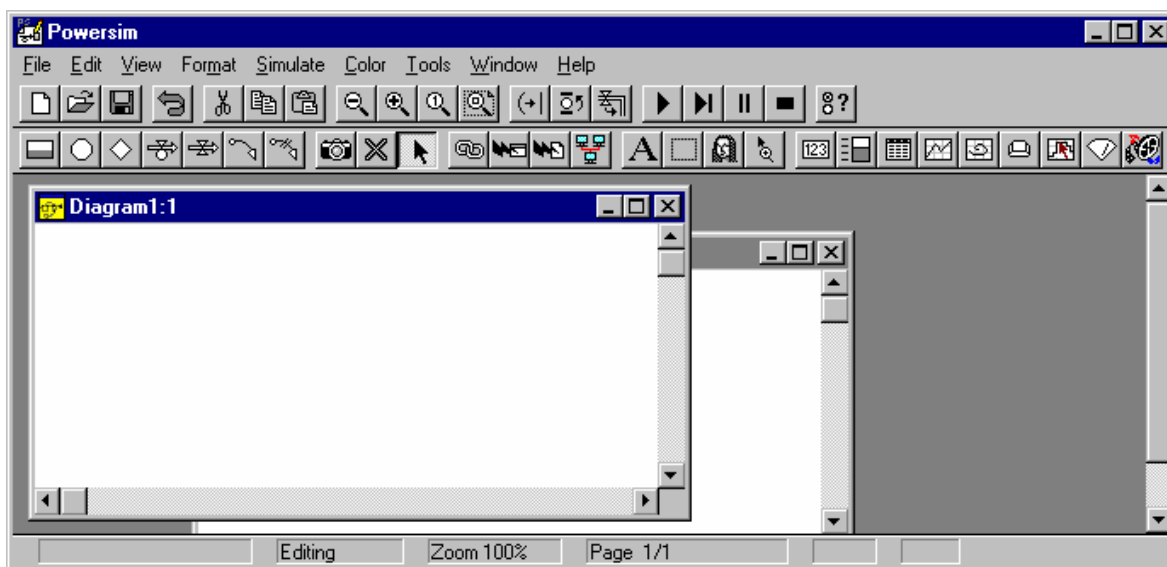 Powersim
File Edit View Format Simulate Color Tools Window Help
1
8?
A 123
Diagram1:1
Editing Zoom 100% Page 1/1